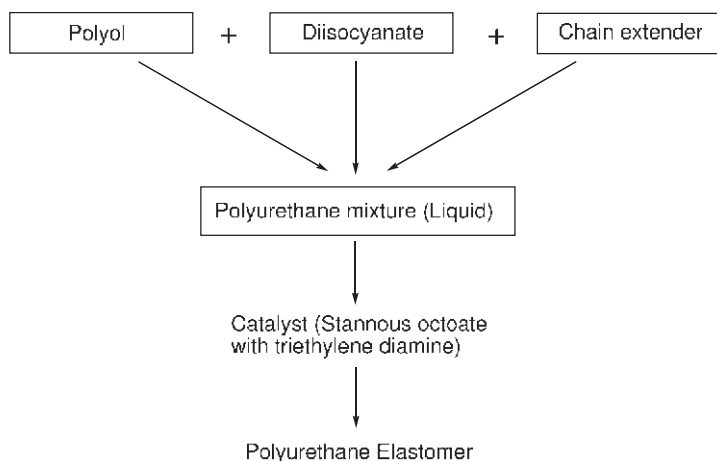 Polyol + Diisocyanate + Chain extender
Polyurethane mixture (Liquid)
Catalyst (Stannous octoate
with triethylene diamine)
Polyurethane Elastomer